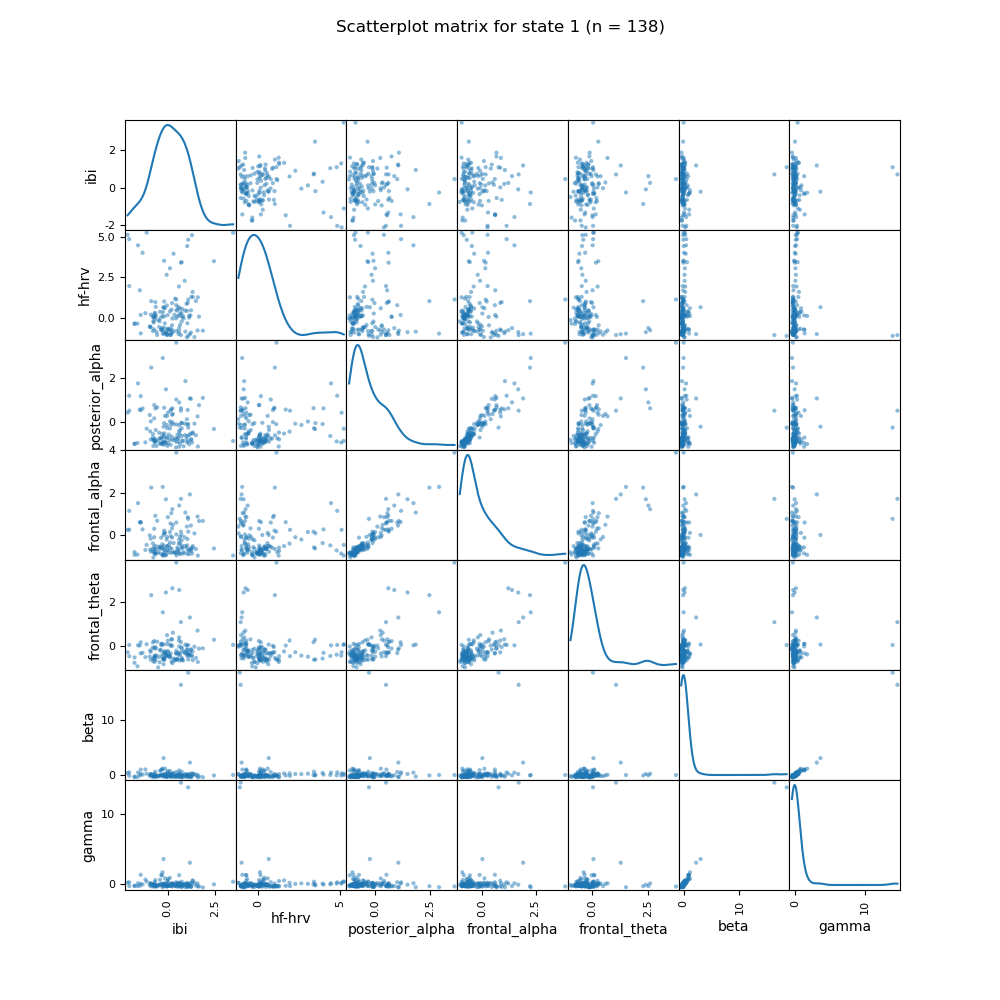 Scatterplot matrix for state 1 (n = 138)
ibi
2
0
-2
hf-hrv
5.0
2.5
0.0
posterior_alpha
2
0
frontal_alpha
4
2
0
frontal_theta
2
0
beta
10
0
gamma
10
0
0.0 2.5 0 5 0.0 2.5 0.0 2.5 0.0 2.5 0 10 0 10
ibi hf-hrv posterior_alpha frontal_alpha frontal_theta beta gamma